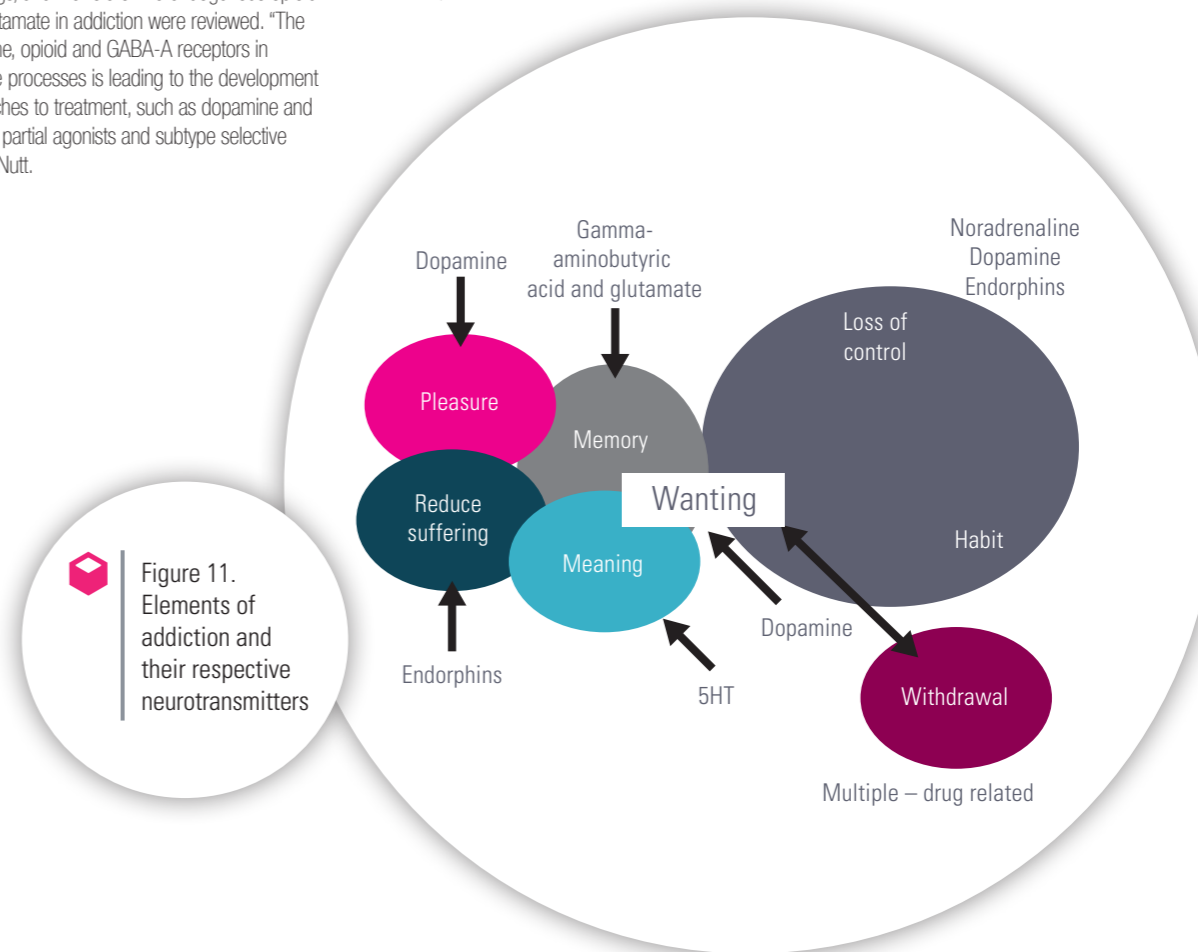 utamate in addiction were reviewed. “The
ne, opioid and GABA-A receptors in
e processes is leading to the development
ches to treatment, such as dopamine and
partial agonists and subtype selective
Nutt.
Dopamine
Gamma-
aminobutyric
acid and glutamate
Noradrenaline
Dopamine
Endorphins
Loss of
control
Pleasure
Memory
Wanting
Reduce
suffering
Meaning
Habit
Dopamine
Endorphins
5HT
Withdrawal
Multiple – drug related
Figure 11.
Elements of
addiction and
their respective
neurotransmitters